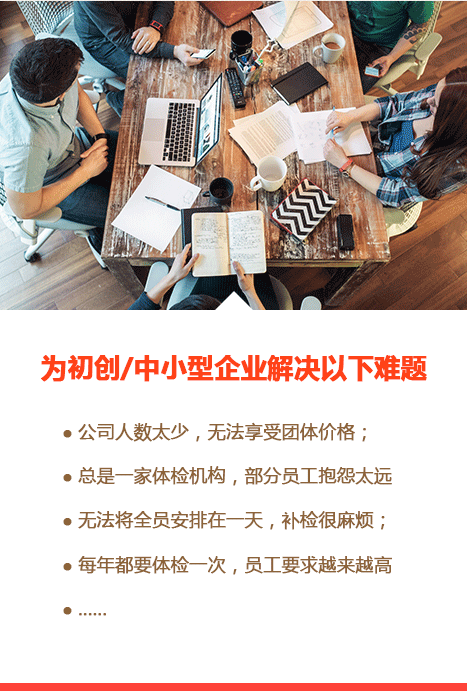 为初创/中小型企业解决以下难题
● 公司人数太少，无法享受团体价格；
● 总是一家体检机构，部分员工抱怨太远
● 无法将全员安排在一天，补检很麻烦；
● 每年都要体检一次，员工要求越来越高
● ......